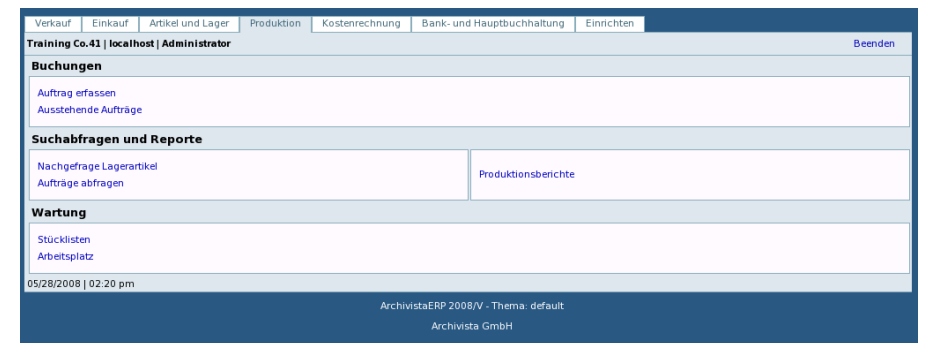 Verkauf Einkauf Artikel und Lager Produktion Kostenrechnung Bank- und Hauptbuchhaltung Einrichten
Training Co.41 | localhost | Administrator Beenden
Buchungen
Auftrag erfassen
Ausstehende Aufträge
Suchabfragen und Reporte
Nachgefrage Lagerartikel
Aufträge abfragen
Produktionsberichte
Wartung
Stücklisten
Arbeitsplatz
05/28/2008 | 02:20 pm
ArchivistaERP 2008/V - Thema: default
Archivista GmbH